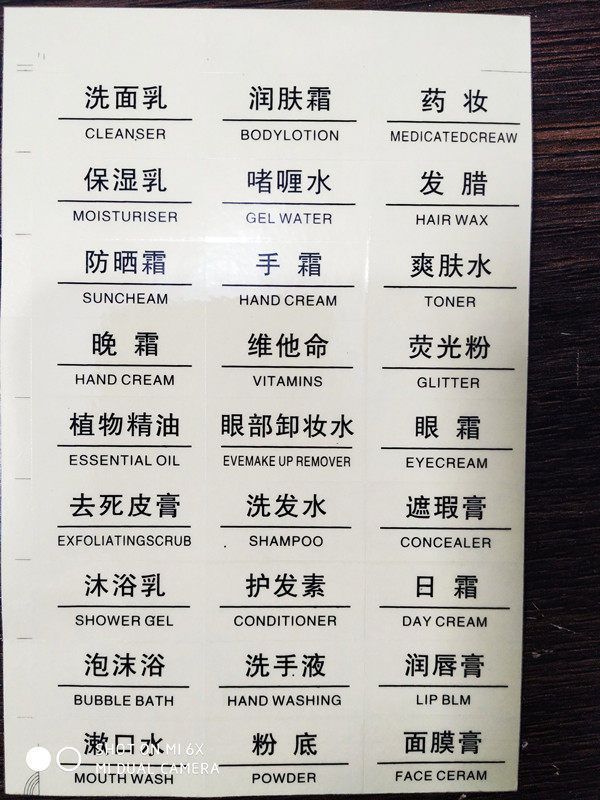 洗面乳 润肤霜 药 妆
CLEANSER BODYLOTION MEDICATEDCREAW
保湿乳 啫喱水 发 腊
MOISTURISER GEL WATER HAIR WAX
防晒霜 手 霜 爽肤水
SUNCHEAM HAND CREAM TONER
晚 霜 维他命 荧光粉
HAND CREAM VITAMINS GLITTER
植物精油 眼部卸妆水 眼 霜
ESSENTIAL OIL EVEMAKE UP REMOVER EYECREAM
去死皮膏 洗发水 遮瑕膏
EXFOLIATINGSCRUB SHAMPOO CONCEALER
沐浴乳 护发素 日 霜
SHOWER GEL CONDITIONER DAY CREAM
泡沫浴 洗手液 润唇膏
BUBBLE BATH HAND WASHING LIP BLM
漱口水 粉 底 面膜膏
MOUTH WASH POWDER FACE CERAM
SHOT ON MI 6X
MI DUAL CAMERA